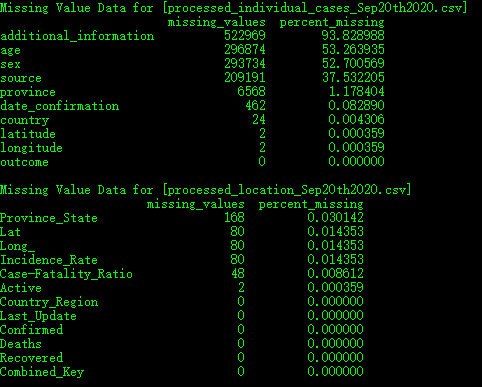 Missing Value Data for [processed_individual_cases_Sep20th2020.csv]
missing_values percent_missing
additional_information 522969 93.828988
age 296874 53.263935
sex 293734 52.700569
source 209191 37.532205
province 6568 1.178404
date_confirmation 462 0.082890
country 24 0.004306
latitude 2 0.000359
longitude 2 0.000359
outcome 0 0.000000
Missing Value Data for [processed_location_Sep20th2020.csv]
missing_values percent_missing
Province_State 168 0.030142
Lat 80 0.014353
Long_ 80 0.014353
Incidence_Rate 80 0.014353
Case-Fatality_Ratio 48 0.008612
Active 2 0.000359
Country_Region 0 0.000000
Last_Update 0 0.000000
Confirmed 0 0.000000
Deaths 0 0.000000
Recovered 0 0.000000
Combined_Key 0 0.000000